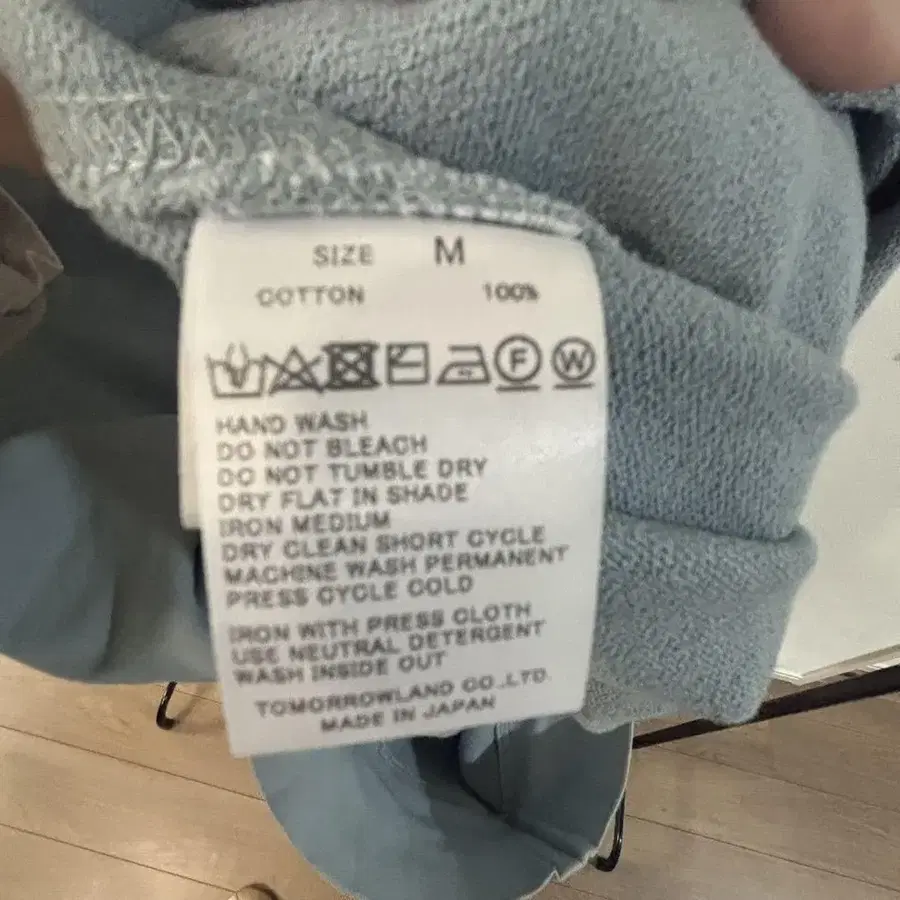 SIZE M
COTTON 100%
F W
HAND WASH
DO NOT BLEACH
DO NOT TUMBLE DRY
DRY FLAT IN SHADE
IRON MEDIUM
DRY CLEAN SHORT CYCLE
MACHINE WASH PERMANENT
PRESS CYCLE COLD
IRON WITH PRESS CLOTH
USE NEUTRAL DETERGENT
WASH INSIDE OUT
TOMORROWLAND CO.,LTD.
MADE IN JAPAN